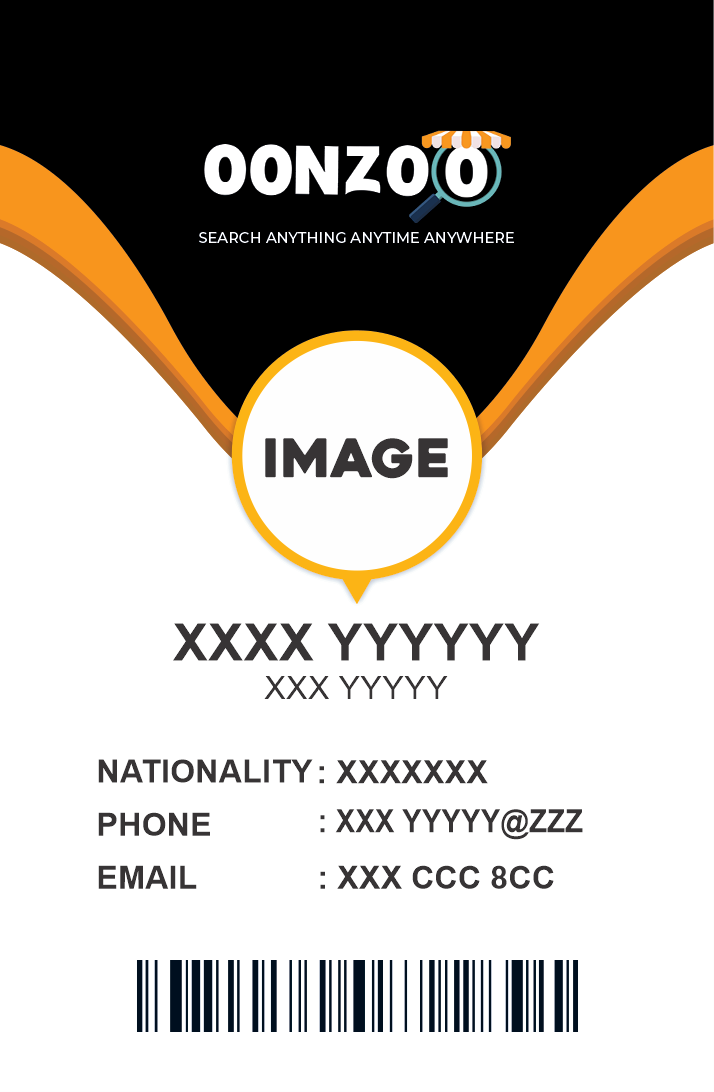 OONZOO
SEARCH ANYTHING ANYTIME ANYWHERE
IMAGE
XXXX YYYYYY
XXX YYYYY
NATIONALITY : XXXXXXX
PHONE : XXX YYYYY@ZZZ
EMAIL : XXX CCC 8CC